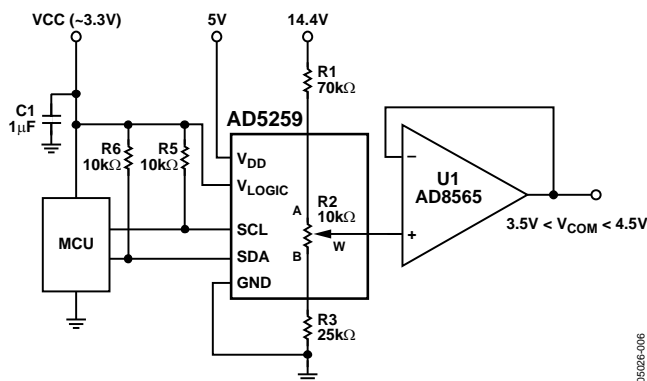 VCC (~3.3V)
5V
14.4V
C1
1μF
R6
10kΩ
R5
10kΩ
R1
70kΩ
AD5259
VDD
VLOGIC
SCL
SDA
GND
MCU
A
R2
10kΩ
W
B
R3
25kΩ
−
U1
AD8565
+
3.5V < VCOM < 4.5V
05026-006